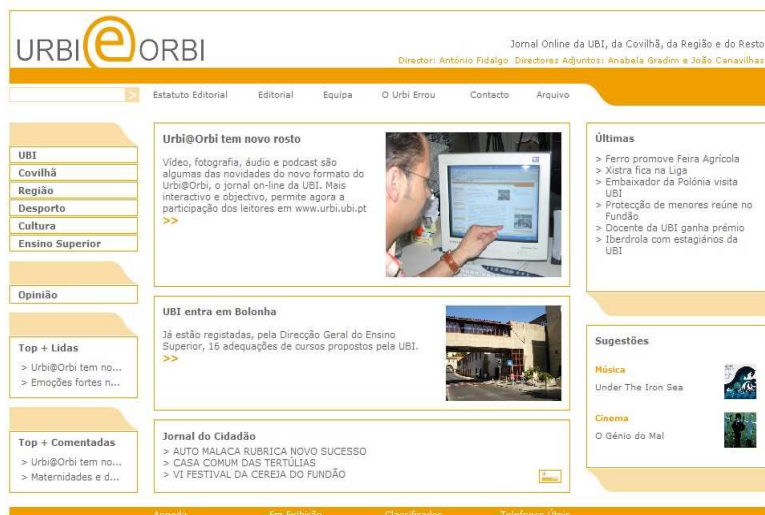 URBI@ORBI
Jornal Online da UBI, da Covilhã, da Região e do Resto
Director: António Fidalgo Directores Adjuntos: Anabela Gradim e João Canavilhas
>
Estatuto Editorial Editorial Equipa O Urbi Errou Contacto Arquivo
UBI
Covilhã
Região
Desporto
Cultura
Ensino Superior
Opinião
Top + Lidas
> Urbi@Orbi tem no...
> Emoções fortes n...
Top + Comentadas
> Urbi@Orbi tem no...
> Maternidades e d...
Urbi@Orbi tem novo rosto
Vídeo, fotografia, áudio e podcast são
algumas das novidades do novo formato do
Urbi@Orbi, o jornal on-line da UBI. Mais
interactivo e objectivo, permite agora a
participação dos leitores em www.urbi.ubi.pt
>>
UBI entra em Bolonha
Já estão registadas, pela Direcção Geral do Ensino
Superior, 16 adequações de cursos propostos pela UBI.
>>
Jornal do Cidadão
> AUTO MALACA RUBRICA NOVO SUCESSO
> CASA COMUM DAS TERTÚLIAS
> VI FESTIVAL DA CEREJA DO FUNDÃO
Últimas
> Ferro promove Feira Agrícola
> Xistra fica na Liga
> Embaixador da Polónia visita
UBI
> Protecção de menores reúne no
Fundão
> Docente da UBI ganha prémio
> Iberdrola com estagiários da
UBI
Sugestões
Música
Under The Iron Sea
Cinema
O Génio do Mal
Agenda Em Exibição Classificados Telefones Úteis